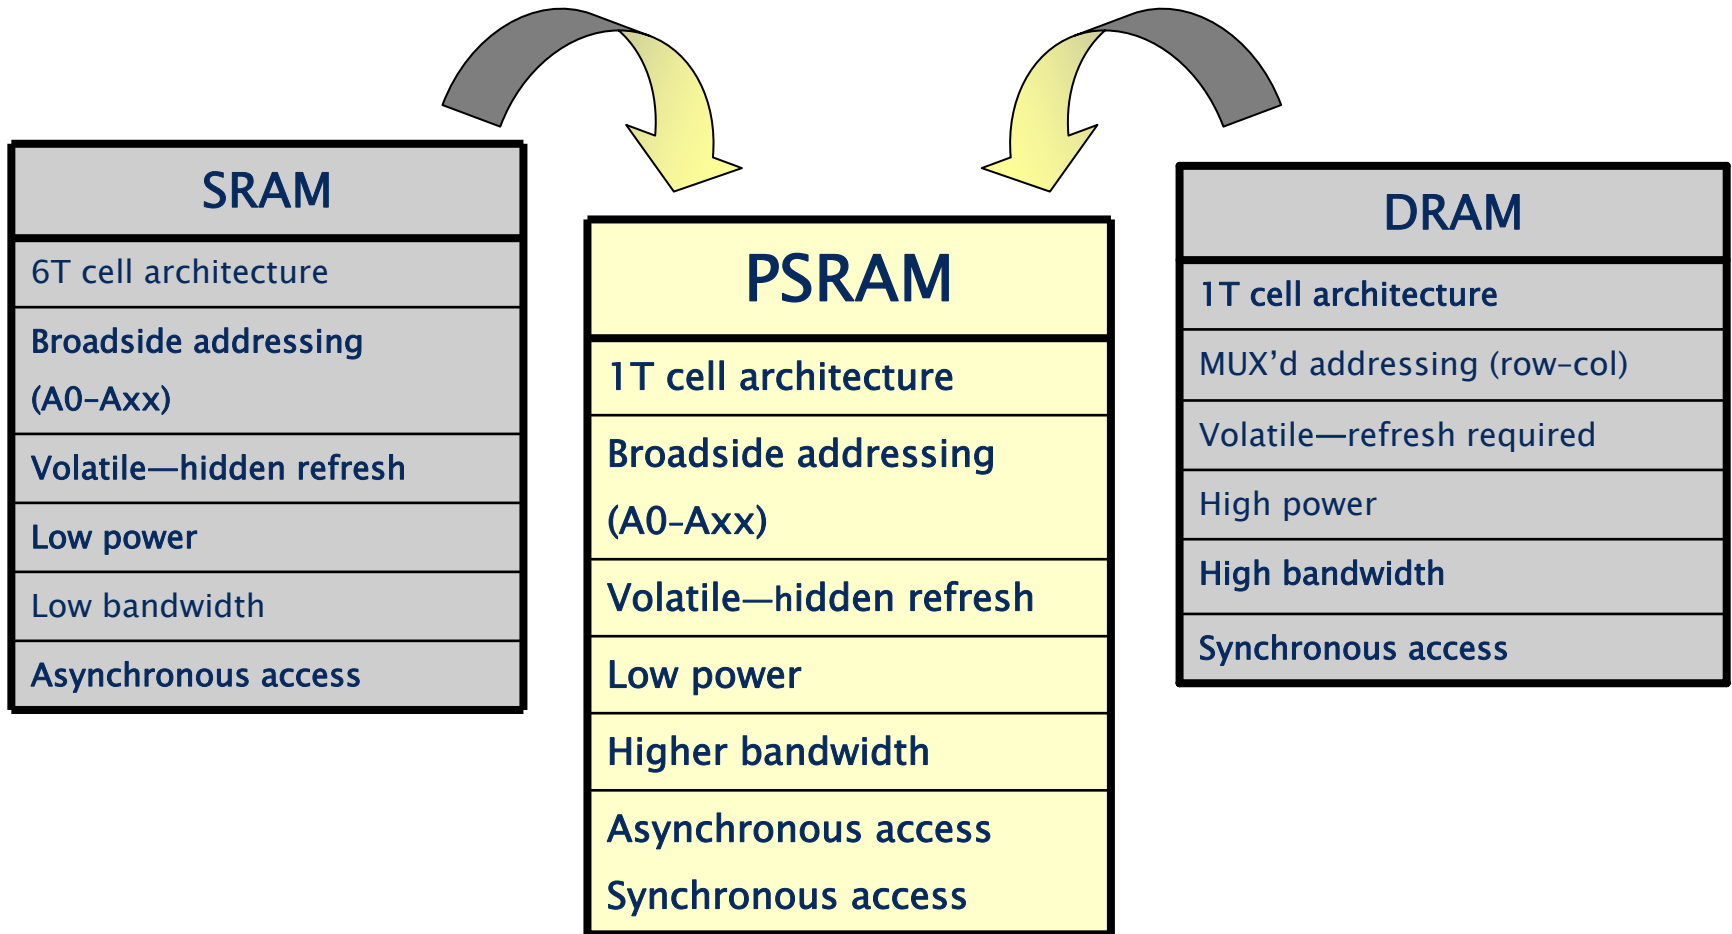 SRAM
6T cell architecture
Broadside addressing
(A0–Axx)
Volatile—hidden refresh
Low power
Low bandwidth
Asynchronous access
PSRAM
1T cell architecture
Broadside addressing
(A0–Axx)
Volatile—hidden refresh
Low power
Higher bandwidth
Asynchronous access
Synchronous access
DRAM
1T cell architecture
MUX’d addressing (row–col)
Volatile—refresh required
High power
High bandwidth
Synchronous access